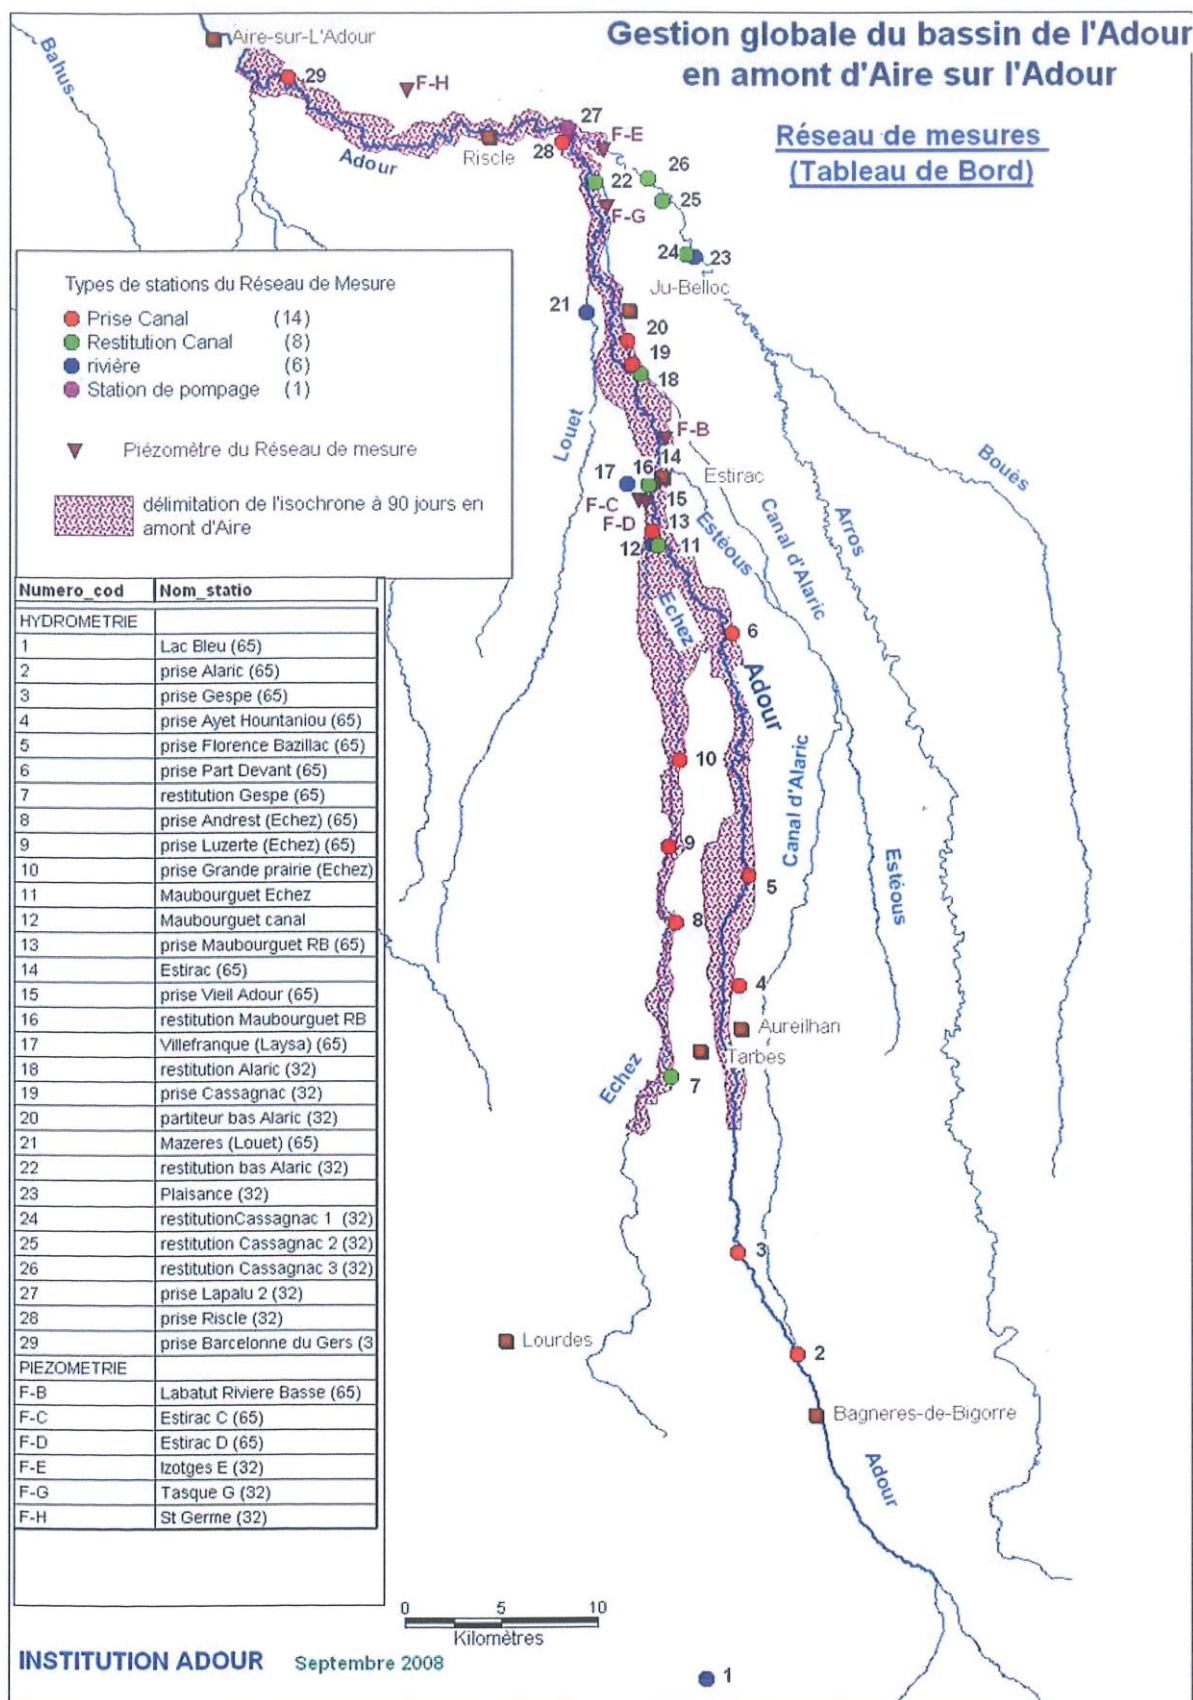 Gestion globale du bassin de l'Adour
en amont d'Aire sur l'Adour
Réseau de mesures
(Tableau de Bord)
Bahus
Aire-sur-L'Adour
29
F-H
Adour
Riscle
27
28
F-E
22
26
25
F-G
24
23
Ju-Belloc
21
20
19
18
Louet
F-B
14
17
16
Estirac
15
F-C
F-D
13
12
11
Estéous
Canal d'Alaric
Arros
Bouès
Echez
6
Adour
10
Canal d'Alaric
9
5
Estéous
8
4
Aureilhan
Tarbes
Echez
7
3
Lourdes
2
Bagneres-de-Bigorre
Adour
1
Types de stations du Réseau de Mesure
Prise Canal (14)
Restitution Canal (8)
rivière (6)
Station de pompage (1)
Piézomètre du Réseau de mesure
délimitation de l'isochrone à 90 jours en
amont d'Aire
Numero_cod Nom_statio
HYDROMETRIE
1 Lac Bleu (65)
2 prise Alaric (65)
3 prise Gespe (65)
4 prise Ayet Hountaniou (65)
5 prise Florence Bazillac (65)
6 prise Part Devant (65)
7 restitution Gespe (65)
8 prise Andrest (Echez) (65)
9 prise Luzerte (Echez) (65)
10 prise Grande prairie (Echez)
11 Maubourguet Echez
12 Maubourguet canal
13 prise Maubourguet RB (65)
14 Estirac (65)
15 prise Vieil Adour (65)
16 restitution Maubourguet RB
17 Villefranque (Laysa) (65)
18 restitution Alaric (32)
19 prise Cassagnac (32)
20 partiteur bas Alaric (32)
21 Mazeres (Louet) (65)
22 restitution bas Alaric (32)
23 Plaisance (32)
24 restitutionCassagnac 1 (32)
25 restitution Cassagnac 2 (32)
26 restitution Cassagnac 3 (32)
27 prise Lapalu 2 (32)
28 prise Riscle (32)
29 prise Barcelonne du Gers (3
PIEZOMETRIE
F-B Labatut Riviere Basse (65)
F-C Estirac C (65)
F-D Estirac D (65)
F-E Izotges E (32)
F-G Tasque G (32)
F-H St Germe (32)
0 5 10
Kilomètres
INSTITUTION ADOUR Septembre 2008